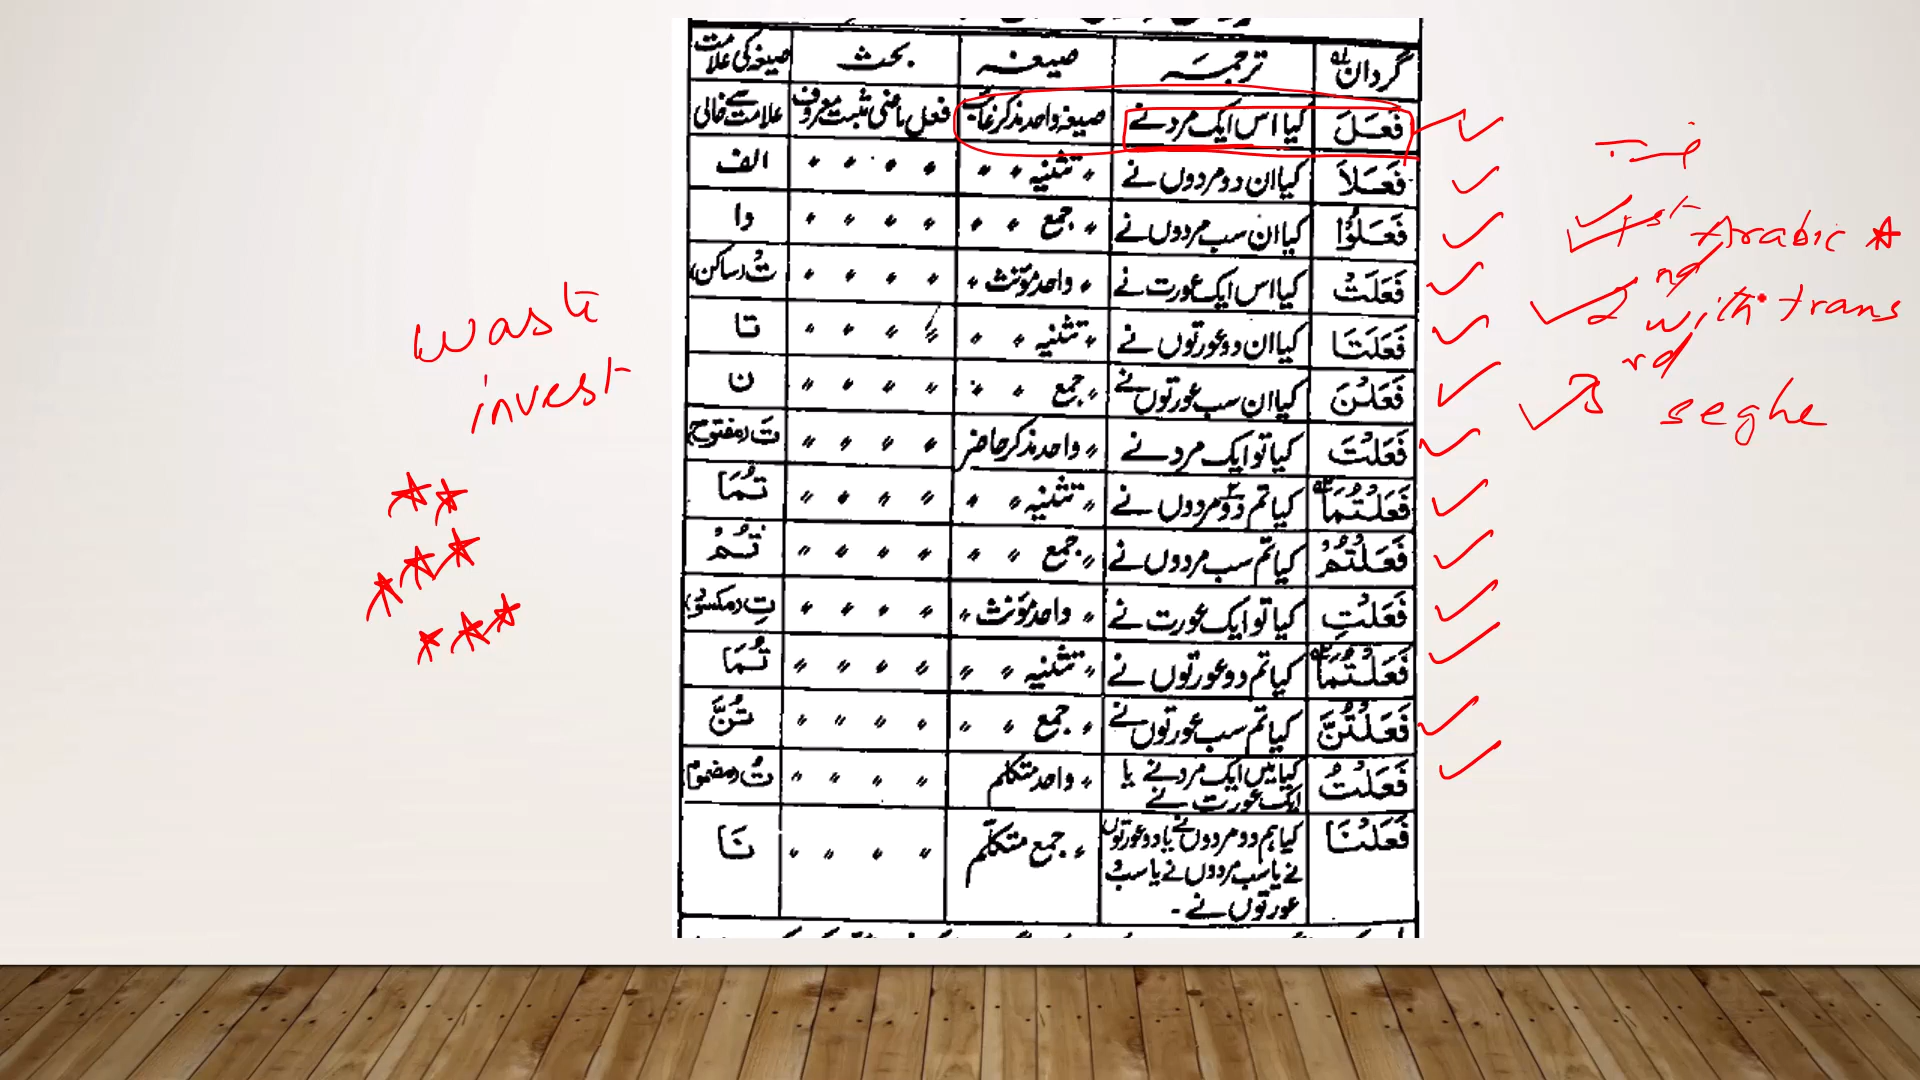 گردان صیغہ ترجمہ صیغہ بحث صیغہ کی علامت
فَعَلَ کیا اس ایک مرد نے صیغہ واحد مذکر غائب فعل ماضی مثبت معروف علامت سے خالی
فَعَلَا کیا ان دو مردوں نے 〃 تثنیہ 〃 〃 〃 〃 〃 〃 الف
فَعَلُوْا کیا ان سب مردوں نے 〃 جمع 〃 〃 〃 〃 〃 〃 وا
فَعَلَتْ کیا اس ایک عورت نے 〃 واحد مؤنث 〃 〃 〃 〃 〃 تْ (ساکن)
فَعَلَتَا کیا ان دو عورتوں نے 〃 تثنیہ 〃 〃 〃 〃 〃 〃 تا
فَعَلْنَ کیا ان سب عورتوں نے 〃 جمع 〃 〃 〃 〃 〃 〃 ن
فَعَلْتَ کیا تو ایک مرد نے 〃 واحد مذکر حاضر 〃 〃 〃 〃 تَ (مفتوح)
فَعَلْتُمَا کیا تم دو مردوں نے 〃 تثنیہ 〃 〃 〃 〃 〃 〃 تُمَا
فَعَلْتُمْ کیا تم سب مردوں نے 〃 جمع 〃 〃 〃 〃 〃 〃 تُمْ
فَعَلْتِ کیا تو ایک عورت نے 〃 واحد مؤنث 〃 〃 〃 〃 〃 تِ (مکسور)
فَعَلْتُمَا کیا تم دو عورتوں نے 〃 تثنیہ 〃 〃 〃 〃 〃 〃 تُمَا
فَعَلْتُنَّ کیا تم سب عورتوں نے 〃 جمع 〃 〃 〃 〃 〃 〃 تُنَّ
فَعَلْتُ کیا میں ایک مرد نے یا ایک عورت نے 〃 واحد متکلم 〃 〃 〃 〃 تُ (مضموم)
فَعَلْنَا کیا ہم دو مردوں نے یا دو عورتوں نے یا سب مردوں نے یا سب عورتوں نے - 〃 جمع متکلم 〃 〃 〃 〃 نَا
1st Arabic
2nd with trans
3rd seghe
waste
invest